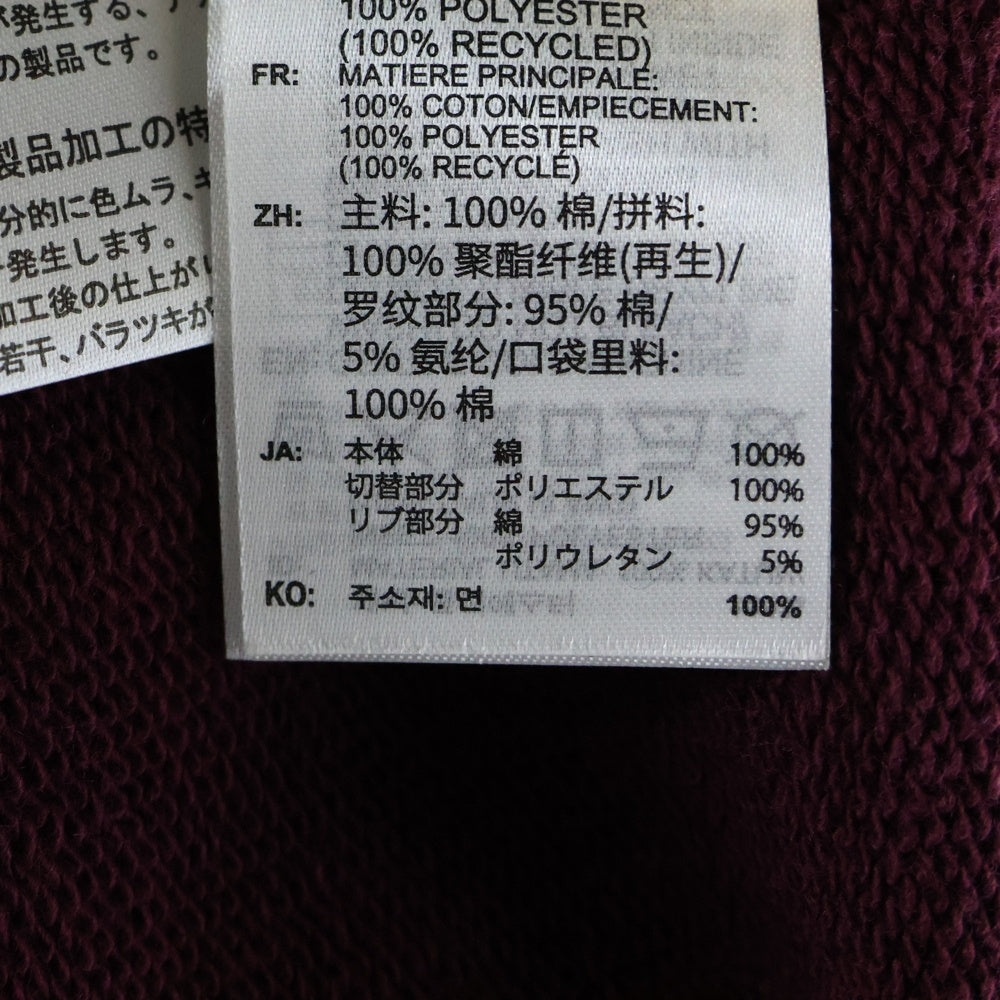 発生する、
の製品です。
製品加工の特
分的に色ムラ、キ
発生します。
加工後の仕上がり
若干、バラツキが
100% POLYESTER
(100% RECYCLED)
FR: MATIERE PRINCIPALE:
100% COTON/EMPIECEMENT:
100% POLYESTER
(100% RECYCLÉ)
ZH: 主料: 100% 棉/拼料:
100% 聚酯纤维(再生)/
罗纹部分: 95% 棉/
5% 氨纶/口袋里料:
100% 棉
JA: 本体 綿 100%
切替部分 ポリエステル 100%
リブ部分 綿 95%
ポリウレタン 5%
KO: 주소재: 면 100%